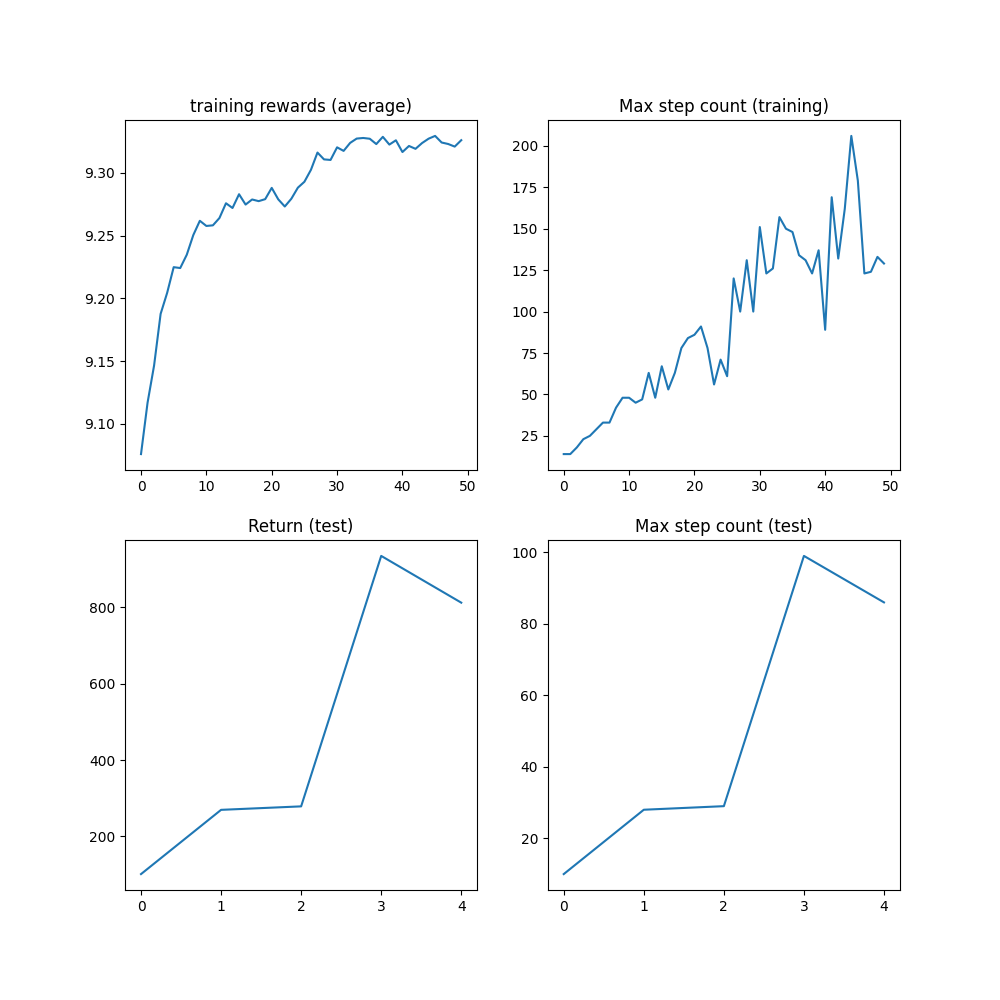 training rewards (average)
9.30
9.25
9.20
9.15
9.10
0 10 20 30 40 50
Max step count (training)
200
175
150
125
100
75
50
25
0 10 20 30 40 50
Return (test)
800
600
400
200
0 1 2 3 4
Max step count (test)
100
80
60
40
20
0 1 2 3 4